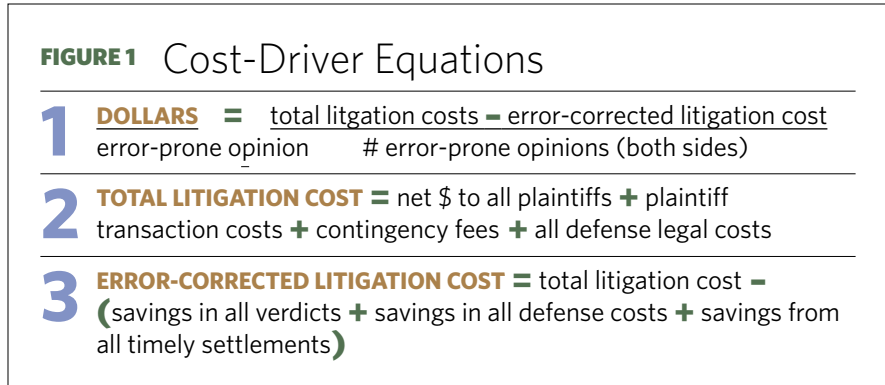 FIGURE 1 Cost-Driver Equations
1 DOLLARS = total litgation costs – error-corrected litigation cost
error-prone opinion # error-prone opinions (both sides)
2 TOTAL LITIGATION COST = net $ to all plaintiffs + plaintiff
transaction costs + contingency fees + all defense legal costs
3 ERROR-CORRECTED LITIGATION COST = total litigation cost –
(savings in all verdicts + savings in all defense costs + savings from
all timely settlements)